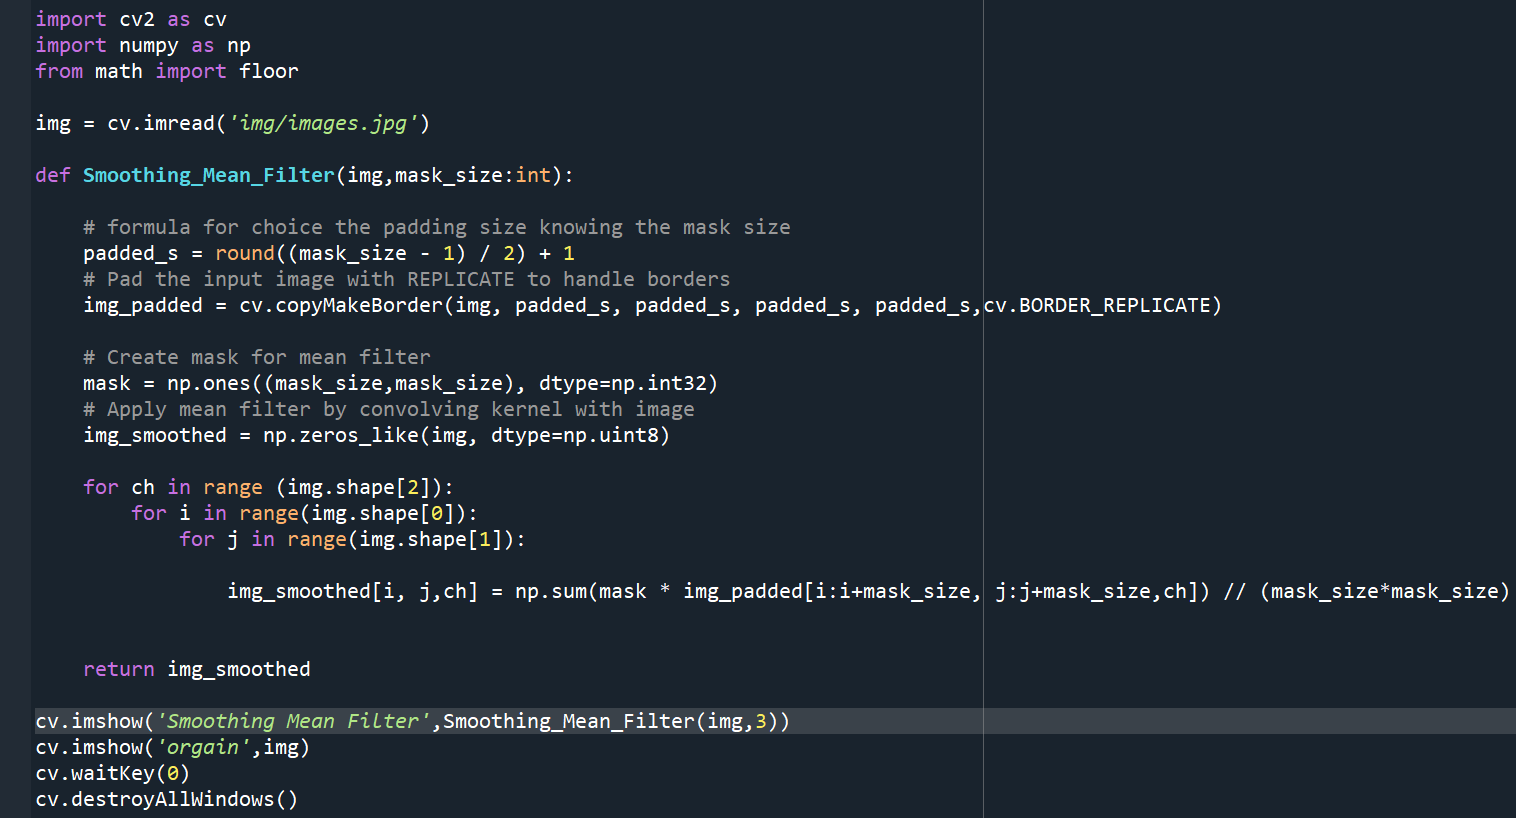 import cv2 as cv
import numpy as np
from math import floor
img = cv.imread('img/images.jpg')
def Smoothing_Mean_Filter(img,mask_size:int):
# formula for choice the padding size knowing the mask size
padded_s = round((mask_size - 1) / 2) + 1
# Pad the input image with REPLICATE to handle borders
img_padded = cv.copyMakeBorder(img, padded_s, padded_s, padded_s, padded_s,cv.BORDER_REPLICATE)
# Create mask for mean filter
mask = np.ones((mask_size,mask_size), dtype=np.int32)
# Apply mean filter by convolving kernel with image
img_smoothed = np.zeros_like(img, dtype=np.uint8)
for ch in range (img.shape[2]):
for i in range(img.shape[0]):
for j in range(img.shape[1]):
img_smoothed[i, j,ch] = np.sum(mask * img_padded[i:i+mask_size, j:j+mask_size,ch]) // (mask_size*mask_size)
return img_smoothed
cv.imshow('Smoothing Mean Filter',Smoothing_Mean_Filter(img,3))
cv.imshow('orgain',img)
cv.waitKey(0)
cv.destroyAllWindows()